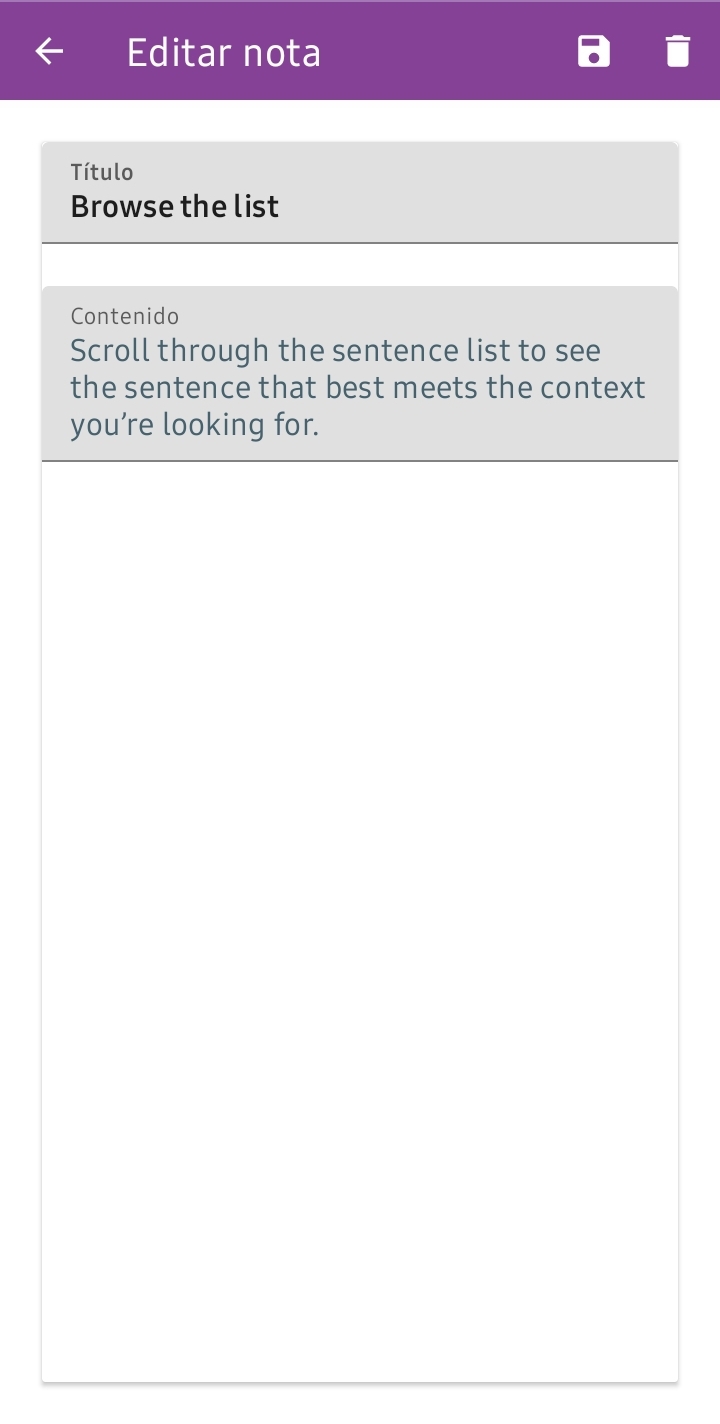 Editar nota
Título
Browse the list
Contenido
Scroll through the sentence list to see
the sentence that best meets the context
you’re looking for.